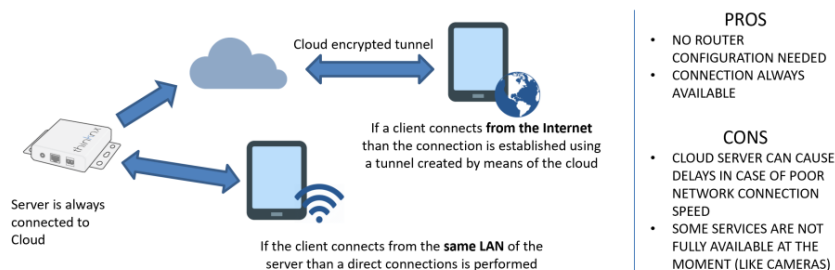 Cloud encrypted tunnel
thinknx
If a client connects from the Internet
than the connection is established using
a tunnel created by means of the cloud
Server is always
connected to
Cloud
If the client connects from the same LAN of the
server than a direct connections is performed
PROS
• NO ROUTER
CONFIGURATION NEEDED
• CONNECTION ALWAYS
AVAILABLE
CONS
• CLOUD SERVER CAN CAUSE
DELAYS IN CASE OF POOR
NETWORK CONNECTION
SPEED
• SOME SERVICES ARE NOT
FULLY AVAILABLE AT THE
MOMENT (LIKE CAMERAS)